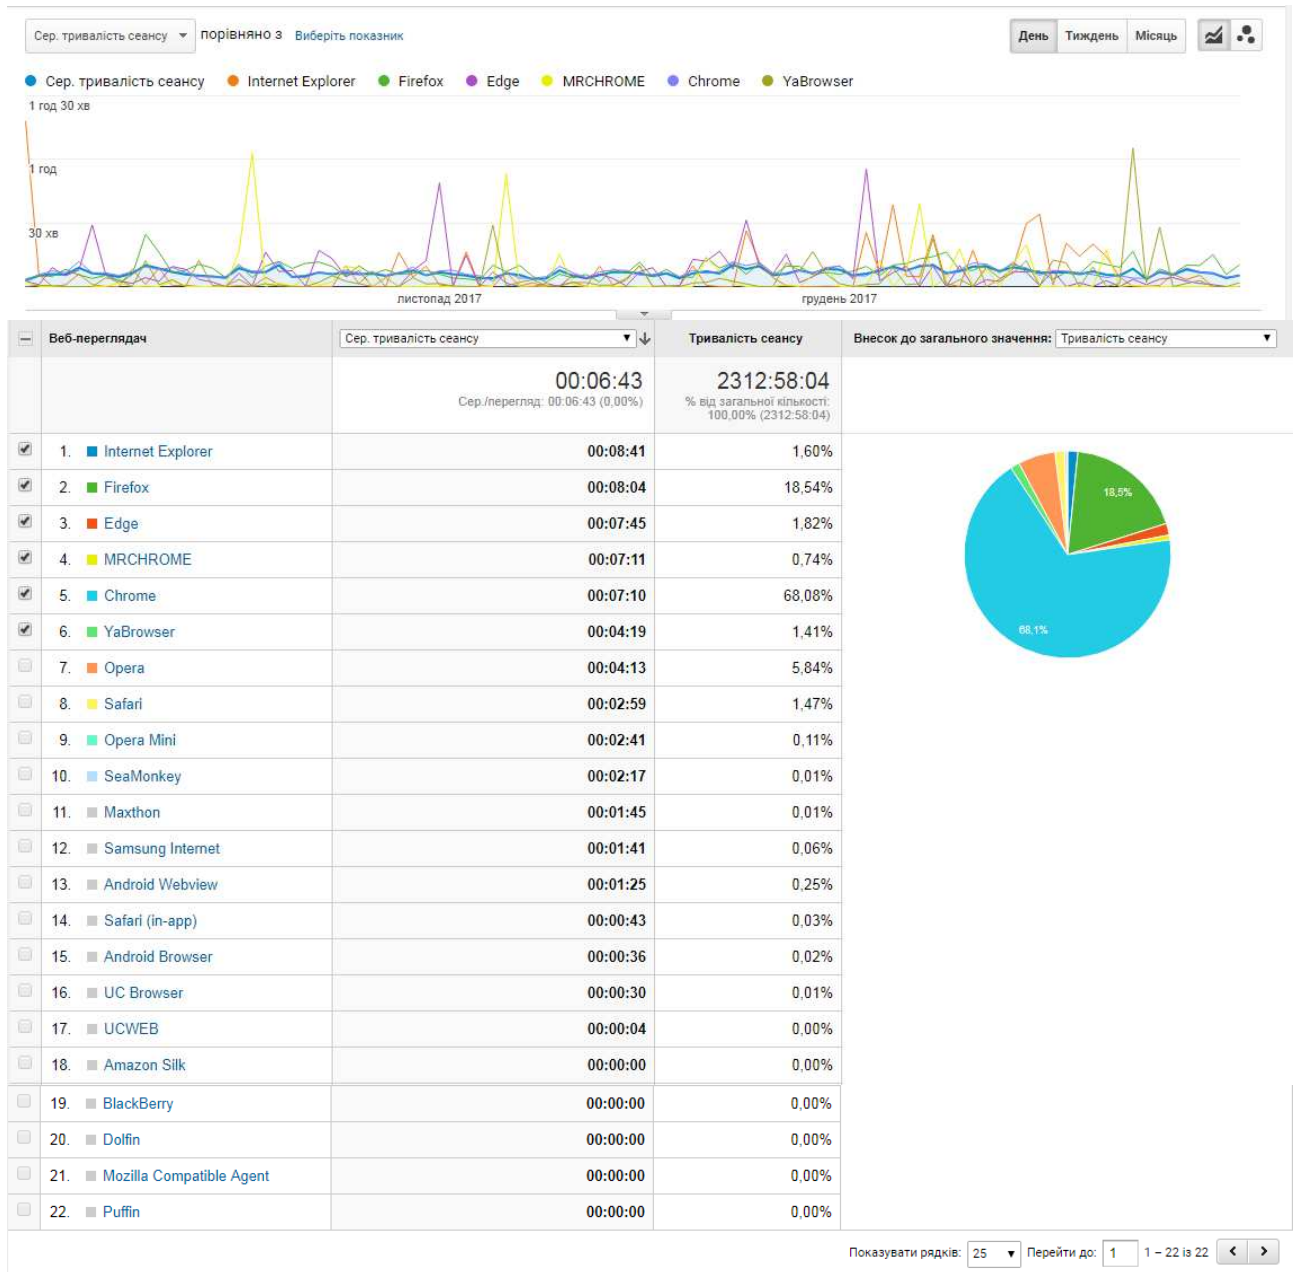 Сер. тривалість сеансу порівняно з Виберіть показник День Тиждень Місяць
Сер. тривалість сеансу Internet Explorer Firefox Edge MRCHROME Chrome YaBrowser
1 год 30 хв
1 год
30 хв
листопад 2017 грудень 2017
Веб-переглядач Сер. тривалість сеансу Тривалість сеансу Внесок до загального значення: Тривалість сеансу
00:06:43 2312:58:04
Сер./перегляд: 00:06:43 (0,00%) % від загальної кількості:
100,00% (2312:58:04)
1. Internet Explorer 00:08:41 1,60%
2. Firefox 00:08:04 18,54%
18,5%
3. Edge 00:07:45 1,82%
4. MRCHROME 00:07:11 0,74%
5. Chrome 00:07:10 68,08%
6. YaBrowser 00:04:19 1,41%
68,1%
7. Opera 00:04:13 5,84%
8. Safari 00:02:59 1,47%
9. Opera Mini 00:02:41 0,11%
10. SeaMonkey 00:02:17 0,01%
11. Maxthon 00:01:45 0,01%
12. Samsung Internet 00:01:41 0,06%
13. Android Webview 00:01:25 0,25%
14. Safari (in-app) 00:00:43 0,03%
15. Android Browser 00:00:36 0,02%
16. UC Browser 00:00:30 0,01%
17. UCWEB 00:00:04 0,00%
18. Amazon Silk 00:00:00 0,00%
19. BlackBerry 00:00:00 0,00%
20. Dolfin 00:00:00 0,00%
21. Mozilla Compatible Agent 00:00:00 0,00%
22. Puffin 00:00:00 0,00%
Показувати рядків: 25 Перейти до: 1 1 – 22 із 22